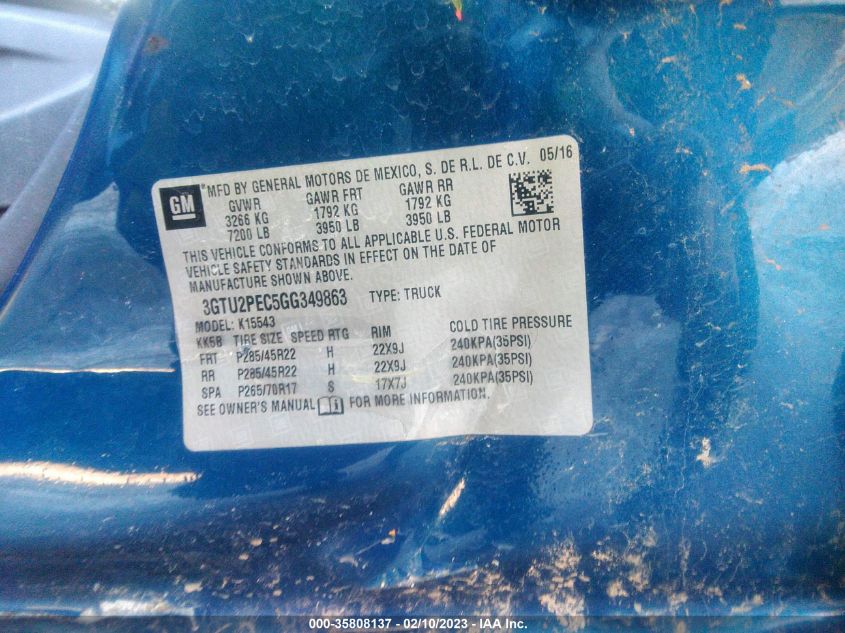 GM
MFD BY GENERAL MOTORS DE MEXICO, S. DE R.L. DE C.V. 05/16
GVWR GAWR FRT GAWR RR
3266 KG 1792 KG 1792 KG
7200 LB 3950 LB 3950 LB
THIS VEHICLE CONFORMS TO ALL APPLICABLE U.S. FEDERAL MOTOR
VEHICLE SAFETY STANDARDS IN EFFECT ON THE DATE OF
MANUFACTURE SHOWN ABOVE.
3GTU2PEC5GG349863 TYPE: TRUCK
MODEL: K15543
KK5B TIRE SIZE SPEED RTG RIM COLD TIRE PRESSURE
FRT P285/45R22 H 22X9J 240KPA(35PSI)
RR P285/45R22 H 22X9J 240KPA(35PSI)
SPA P265/70R17 S 17X7J 240KPA(35PSI)
SEE OWNER'S MANUAL FOR MORE INFORMATION.
000-35808137 - 02/10/2023 - IAA Inc.